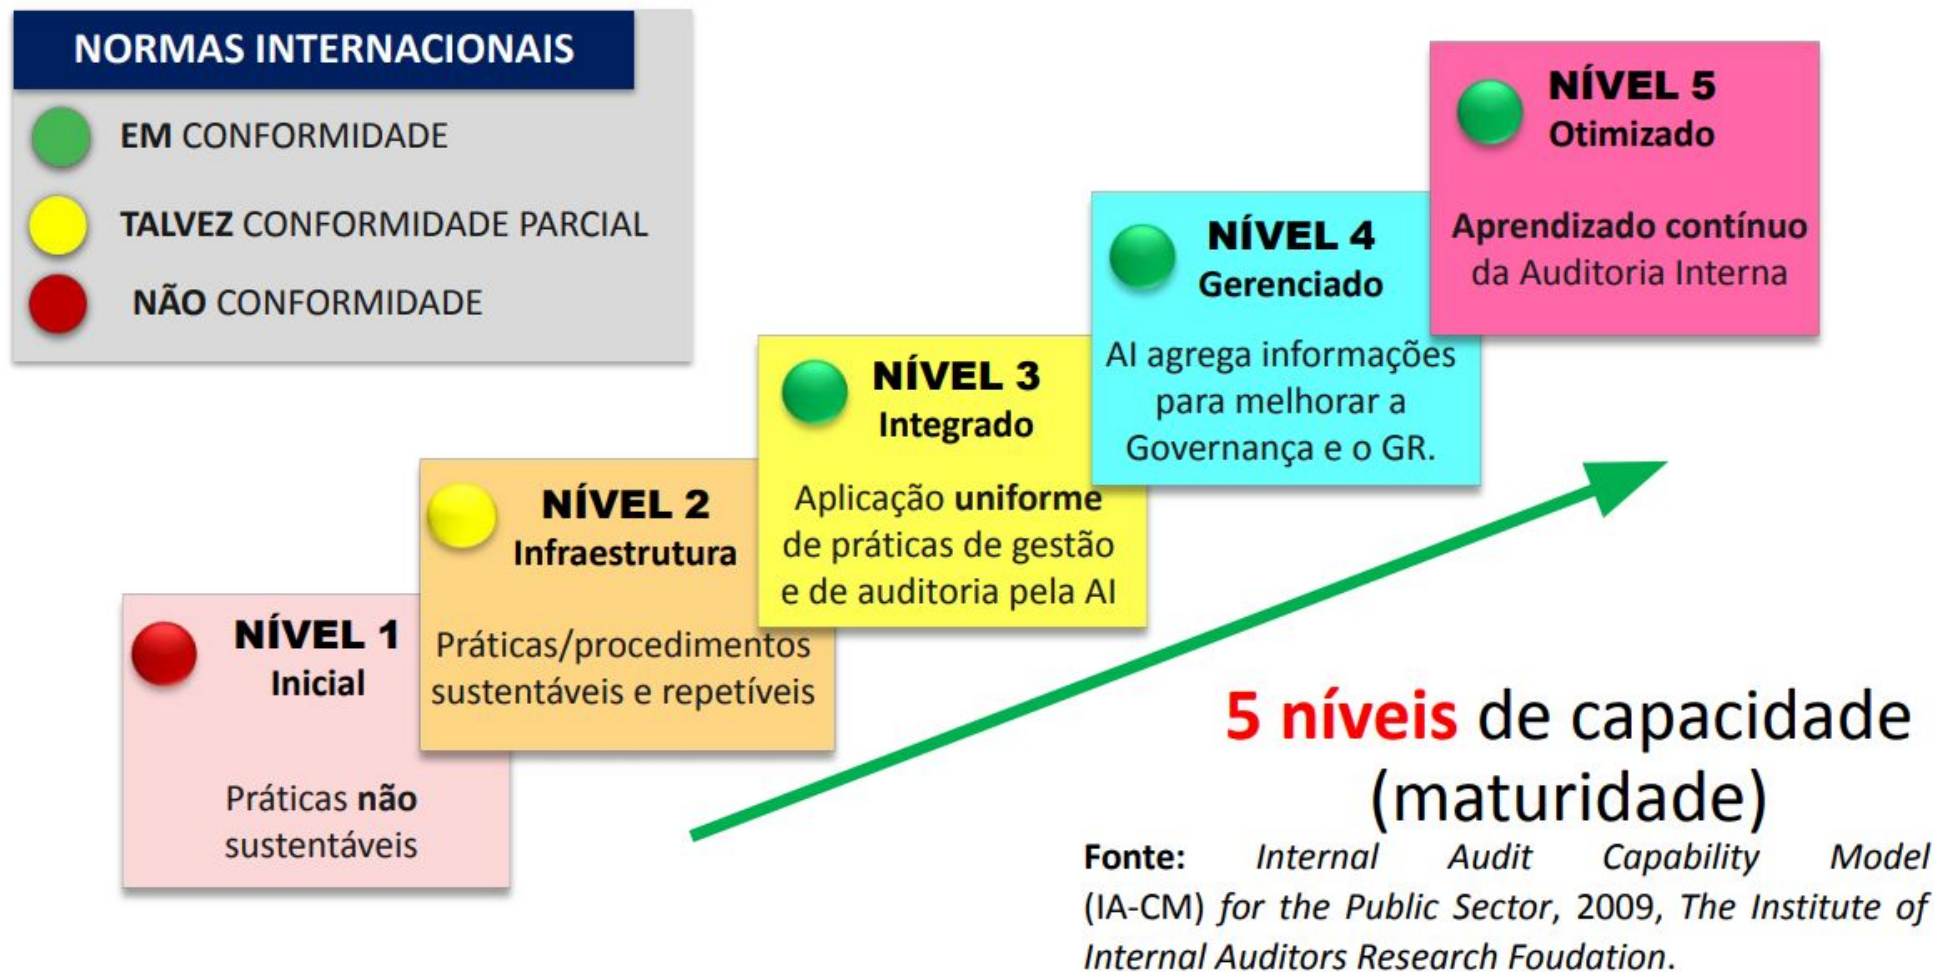 NORMAS INTERNACIONAIS
EM CONFORMIDADE
TALVEZ CONFORMIDADE PARCIAL
NÃO CONFORMIDADE
NÍVEL 5
Otimizado
Aprendizado contínuo
da Auditoria Interna
NÍVEL 4
Gerenciado
AI agrega informações
para melhorar a
Governança e o GR.
NÍVEL 3
Integrado
Aplicação uniforme
de práticas de gestão
e de auditoria pela AI
NÍVEL 2
Infraestrutura
Práticas/procedimentos
sustentáveis e repetíveis
NÍVEL 1
Inicial
Práticas não
sustentáveis
5 níveis de capacidade
(maturidade)
Fonte: Internal Audit Capability Model
(IA-CM) for the Public Sector, 2009, The Institute of
Internal Auditors Research Foudation.